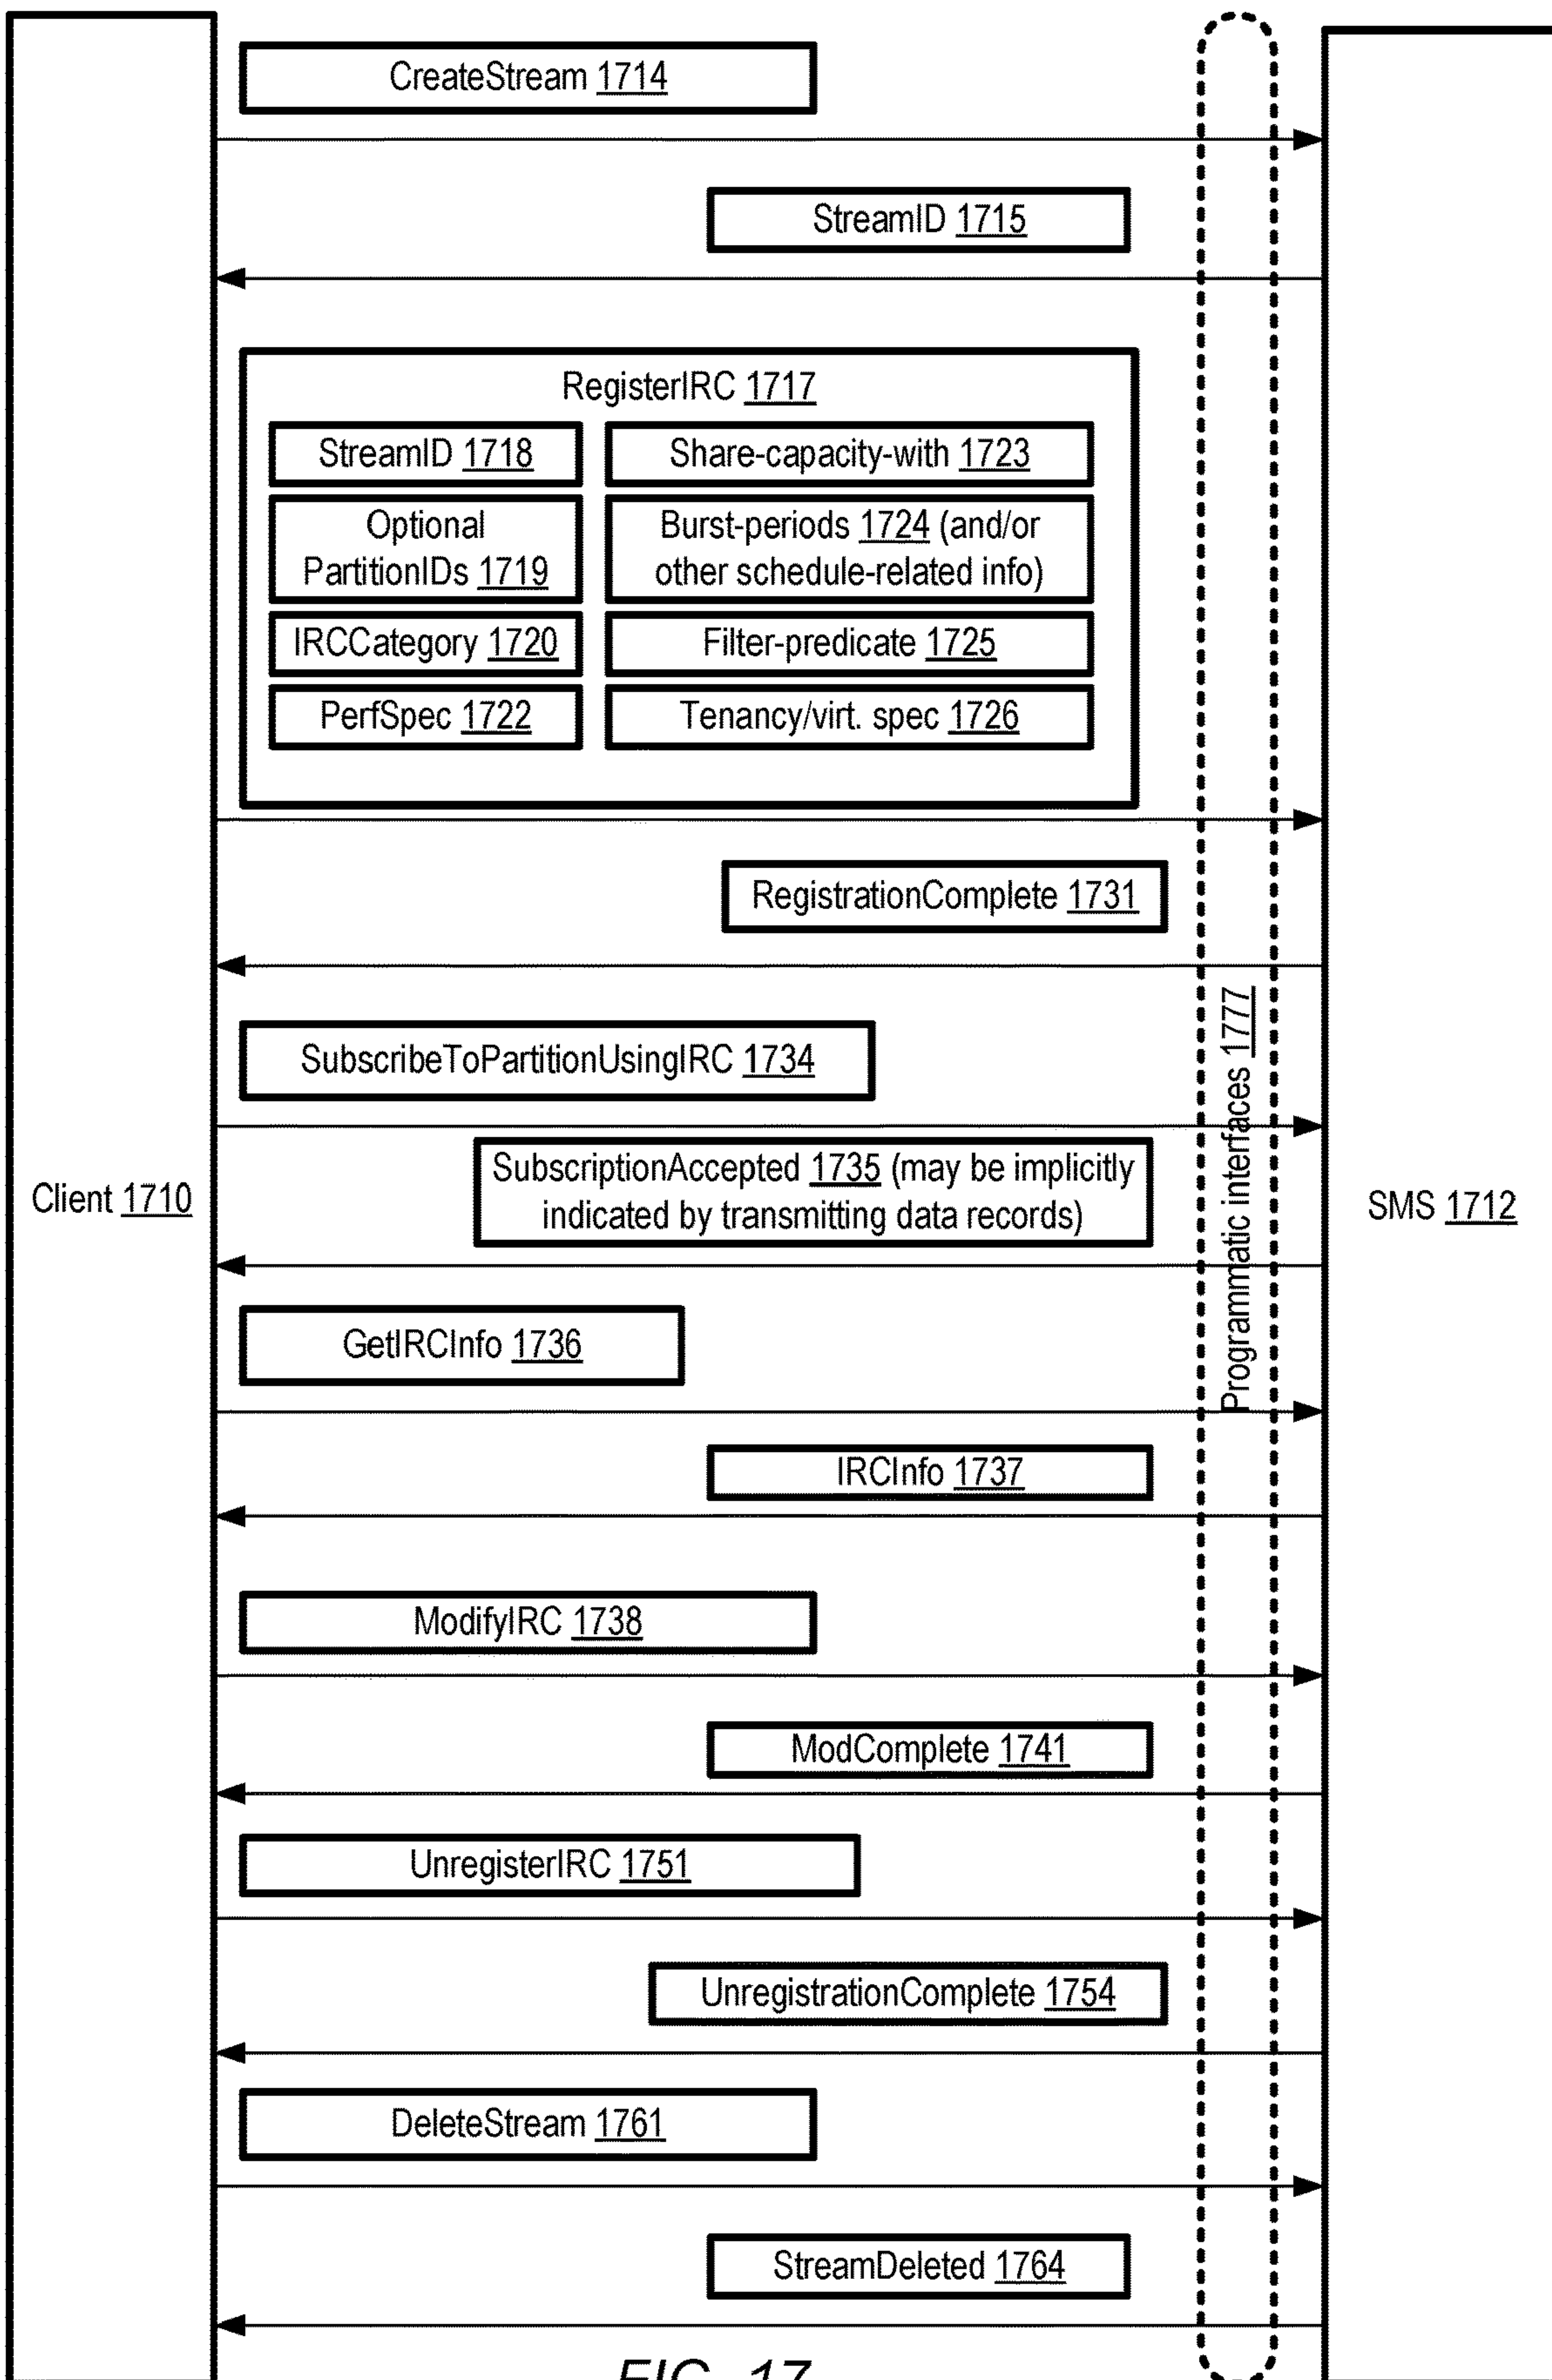 CreateStream 1714
StreamID 1715
RegisterIRC 1717
StreamID 1718
Share-capacity-with 1723
Optional
PartitionIDs 1719
Burst-periods 1724 (and/or
other schedule-related info)
IRCCategory 1720
Filter-predicate 1725
PerfSpec 1722
Tenancy/virt. spec 1726
RegistrationComplete 1731
SubscribeToPartitionUsingIRC 1734
SubscriptionAccepted 1735 (may be implicitly
indicated by transmitting data records)
Client 1710
Programmatic interfaces 1777
SMS 1712
GetIRCInfo 1736
IRCInfo 1737
ModifyIRC 1738
ModComplete 1741
UnregisterIRC 1751
UnregistrationComplete 1754
DeleteStream 1761
StreamDeleted 1764
FIG. 17